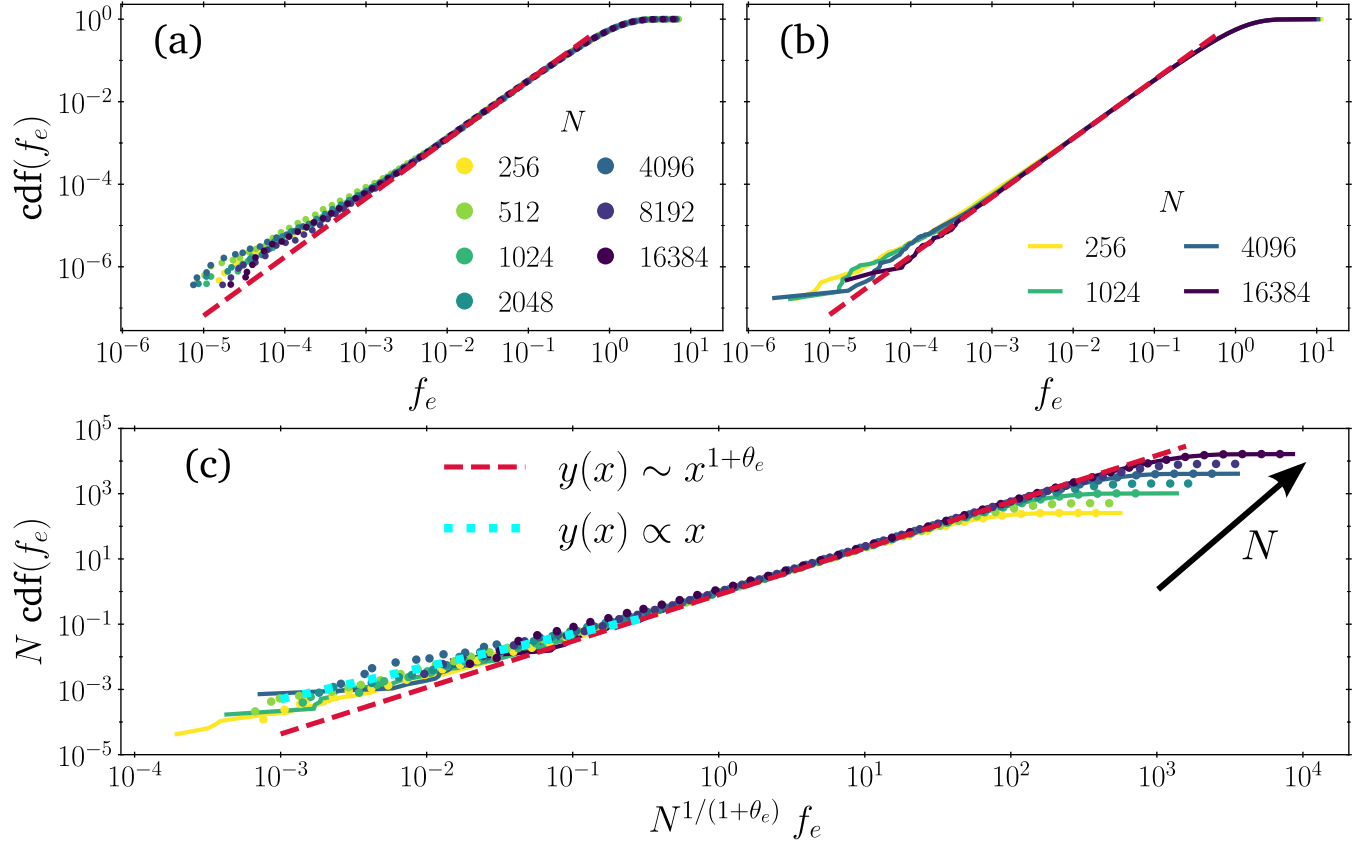 (a)
cdf(f_e)
10^0
10^{-2}
10^{-4}
10^{-6}
N
256
512
1024
2048
4096
8192
16384
10^{-6} 10^{-5} 10^{-4} 10^{-3} 10^{-2} 10^{-1} 10^0 10^1
f_e
(b)
N
256
1024
4096
16384
10^{-6} 10^{-5} 10^{-4} 10^{-3} 10^{-2} 10^{-1} 10^0 10^1
f_e
(c)
N cdf(f_e)
10^5
10^3
10^1
10^{-1}
10^{-3}
10^{-5}
y(x) ∼ x^{1+θ_e}
y(x) ∝ x
N
10^{-4} 10^{-3} 10^{-2} 10^{-1} 10^0 10^1 10^2 10^3 10^4
N^{1/(1+θ_e)} f_e